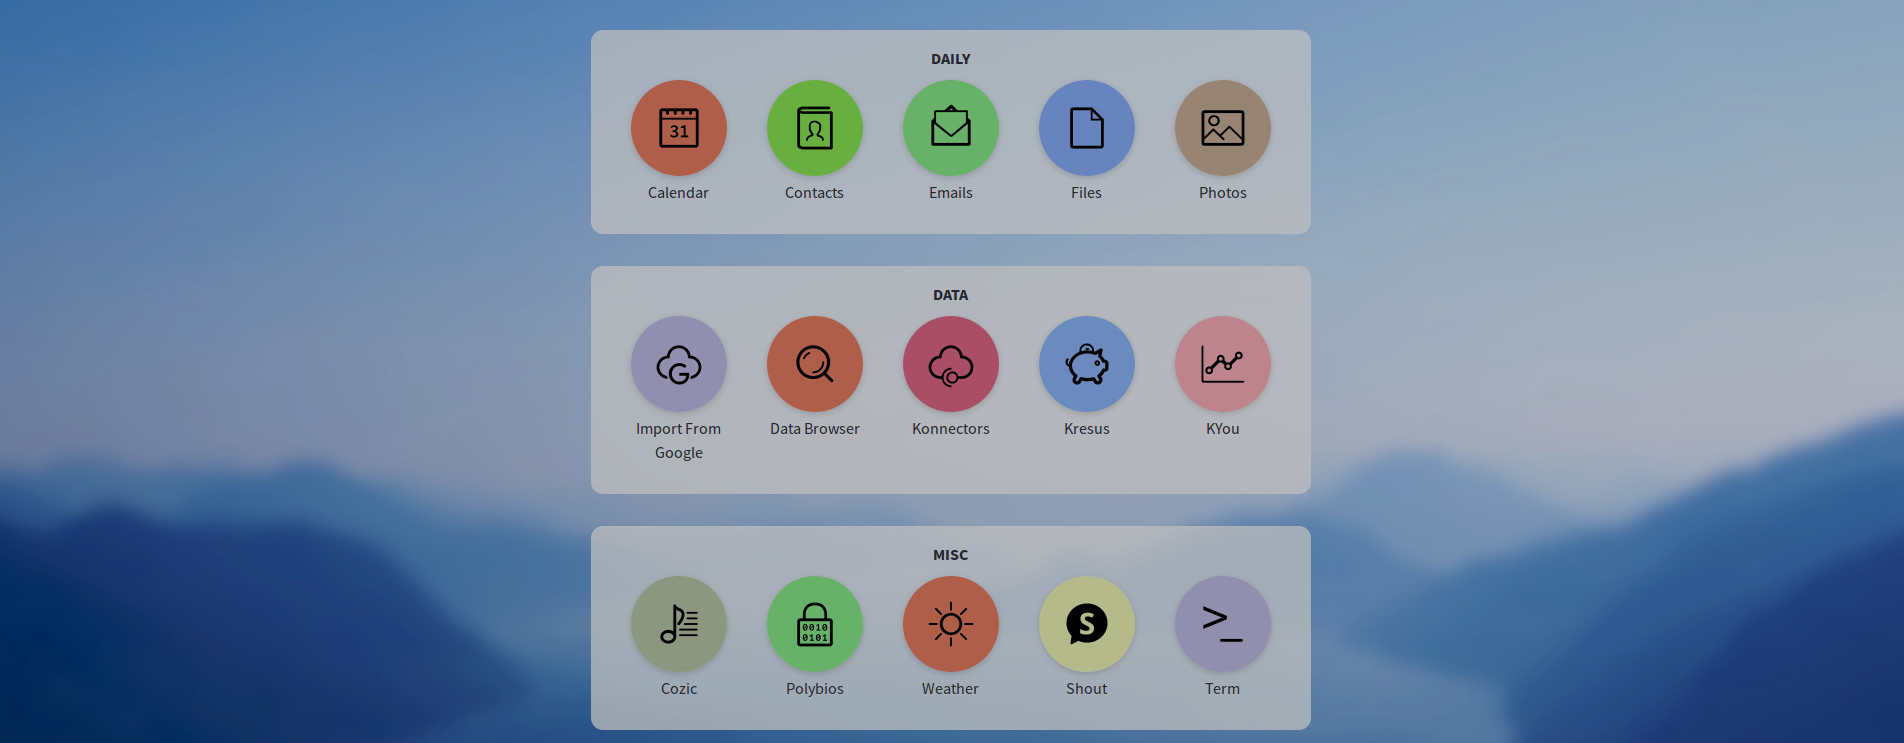 DAILY
31
Calendar
Contacts
Emails
Files
Photos
DATA
G
Import From
Google
Data Browser
Konnectors
Kresus
KYou
MISC
0010
0101
S
>_
Cozic
Polybios
Weather
Shout
Term